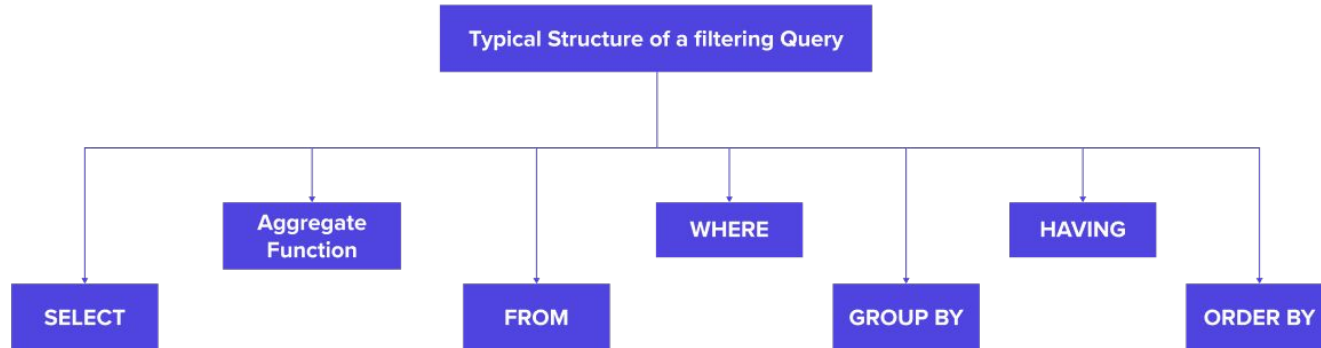 Typical Structure of a filtering Query
Aggregate
Function
WHERE
HAVING
SELECT
FROM
GROUP BY
ORDER BY